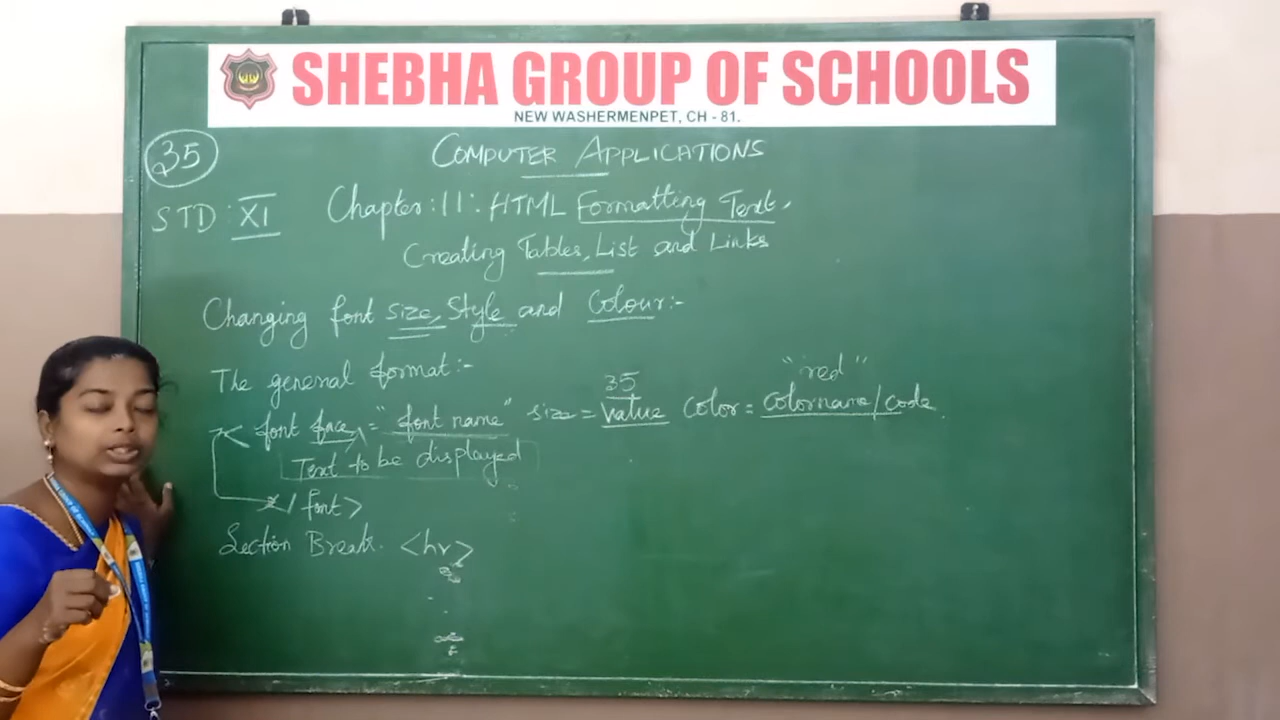 SHEBHA GROUP OF SCHOOLS
NEW WASHERMENPET, CH - 81.
35
COMPUTER APPLICATIONS
STD : XI Chapter : 11 : HTML Formatting Text,
Creating Tables, List and Links
Changing font size, Style and Colour:-
The general format:-
35 "red"
< font face = "font name" size = value color = colorname/code
Text to be displayed
</font>
Section Break. <hr>